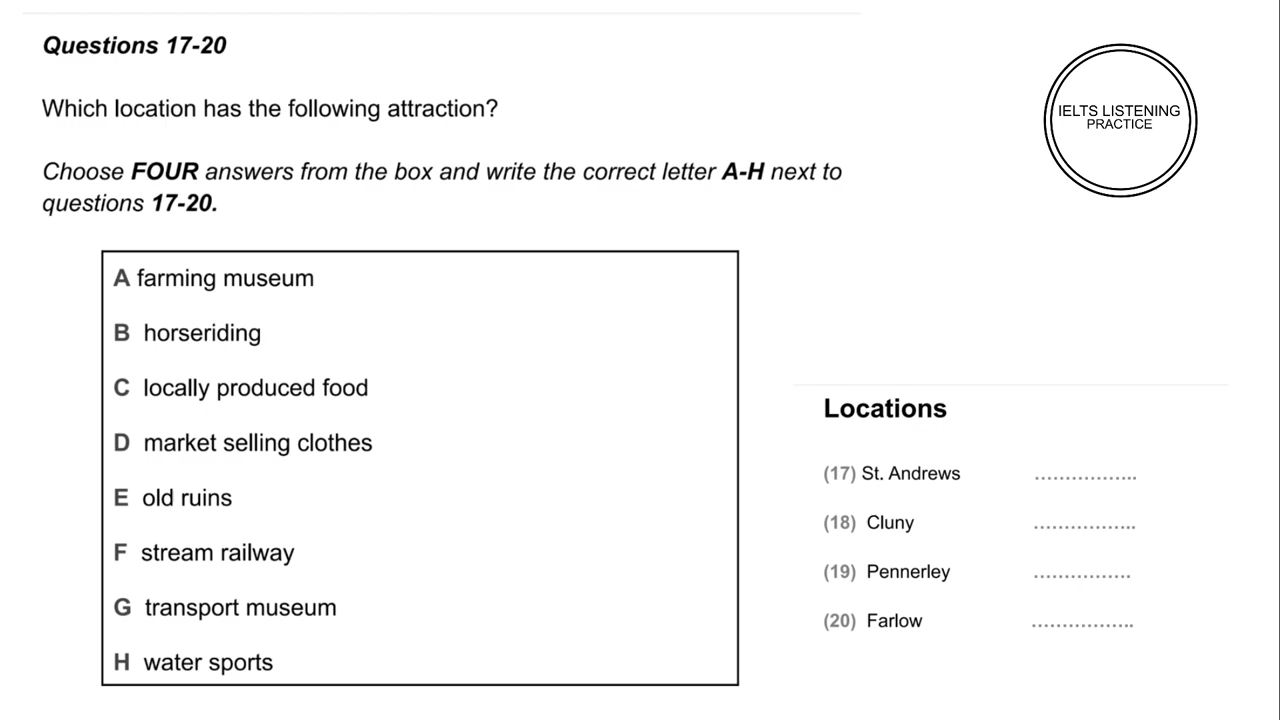 Questions 17-20
IELTS LISTENING
PRACTICE
Which location has the following attraction?
Choose FOUR answers from the box and write the correct letter A-H next to
questions 17-20.
A farming museum
B horseriding
C locally produced food
D market selling clothes
E old ruins
F stream railway
G transport museum
H water sports
Locations
(17) St. Andrews ……………..
(18) Cluny ……………..
(19) Pennerley …………….
(20) Farlow ……………..